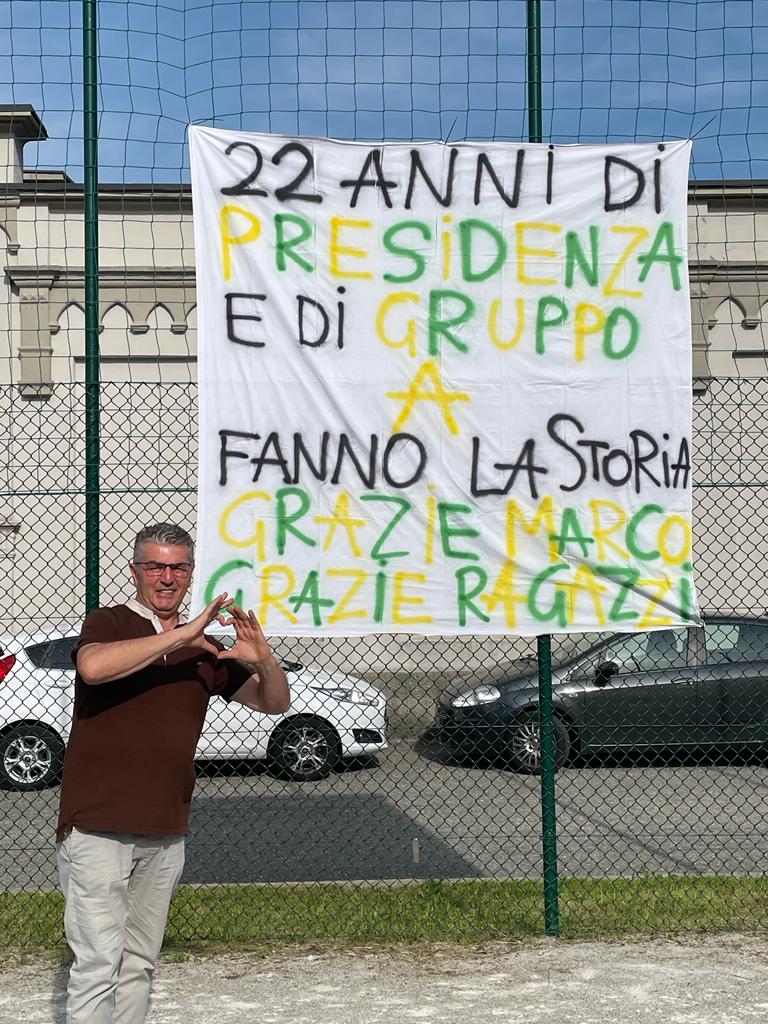 22 ANNI Di
PRESiDENZA
E Di GRUPPO
A
FANNO LA STORiA
GRAZiE MARCO
GRAZiE RAGAZZi